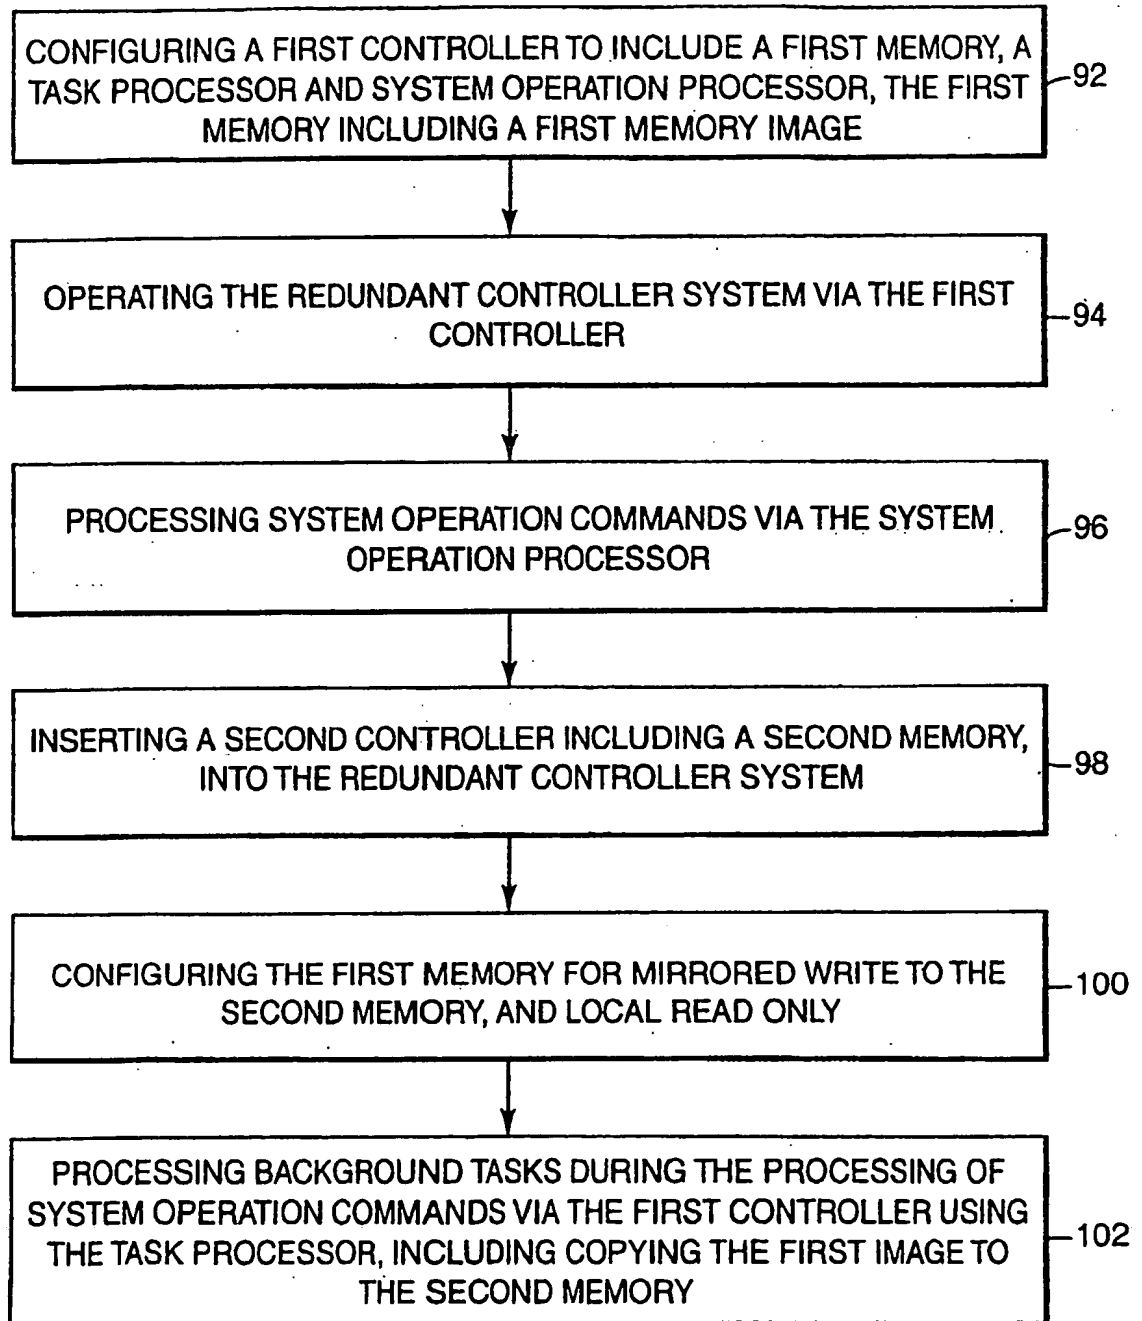 CONFIGURING A FIRST CONTROLLER TO INCLUDE A FIRST MEMORY, A
TASK PROCESSOR AND SYSTEM OPERATION PROCESSOR, THE FIRST
MEMORY INCLUDING A FIRST MEMORY IMAGE
92
OPERATING THE REDUNDANT CONTROLLER SYSTEM VIA THE FIRST
CONTROLLER
94
PROCESSING SYSTEM OPERATION COMMANDS VIA THE SYSTEM
OPERATION PROCESSOR
96
INSERTING A SECOND CONTROLLER INCLUDING A SECOND MEMORY,
INTO THE REDUNDANT CONTROLLER SYSTEM
98
CONFIGURING THE FIRST MEMORY FOR MIRRORED WRITE TO THE
SECOND MEMORY, AND LOCAL READ ONLY
100
PROCESSING BACKGROUND TASKS DURING THE PROCESSING OF
SYSTEM OPERATION COMMANDS VIA THE FIRST CONTROLLER USING
THE TASK PROCESSOR, INCLUDING COPYING THE FIRST IMAGE TO
THE SECOND MEMORY
102